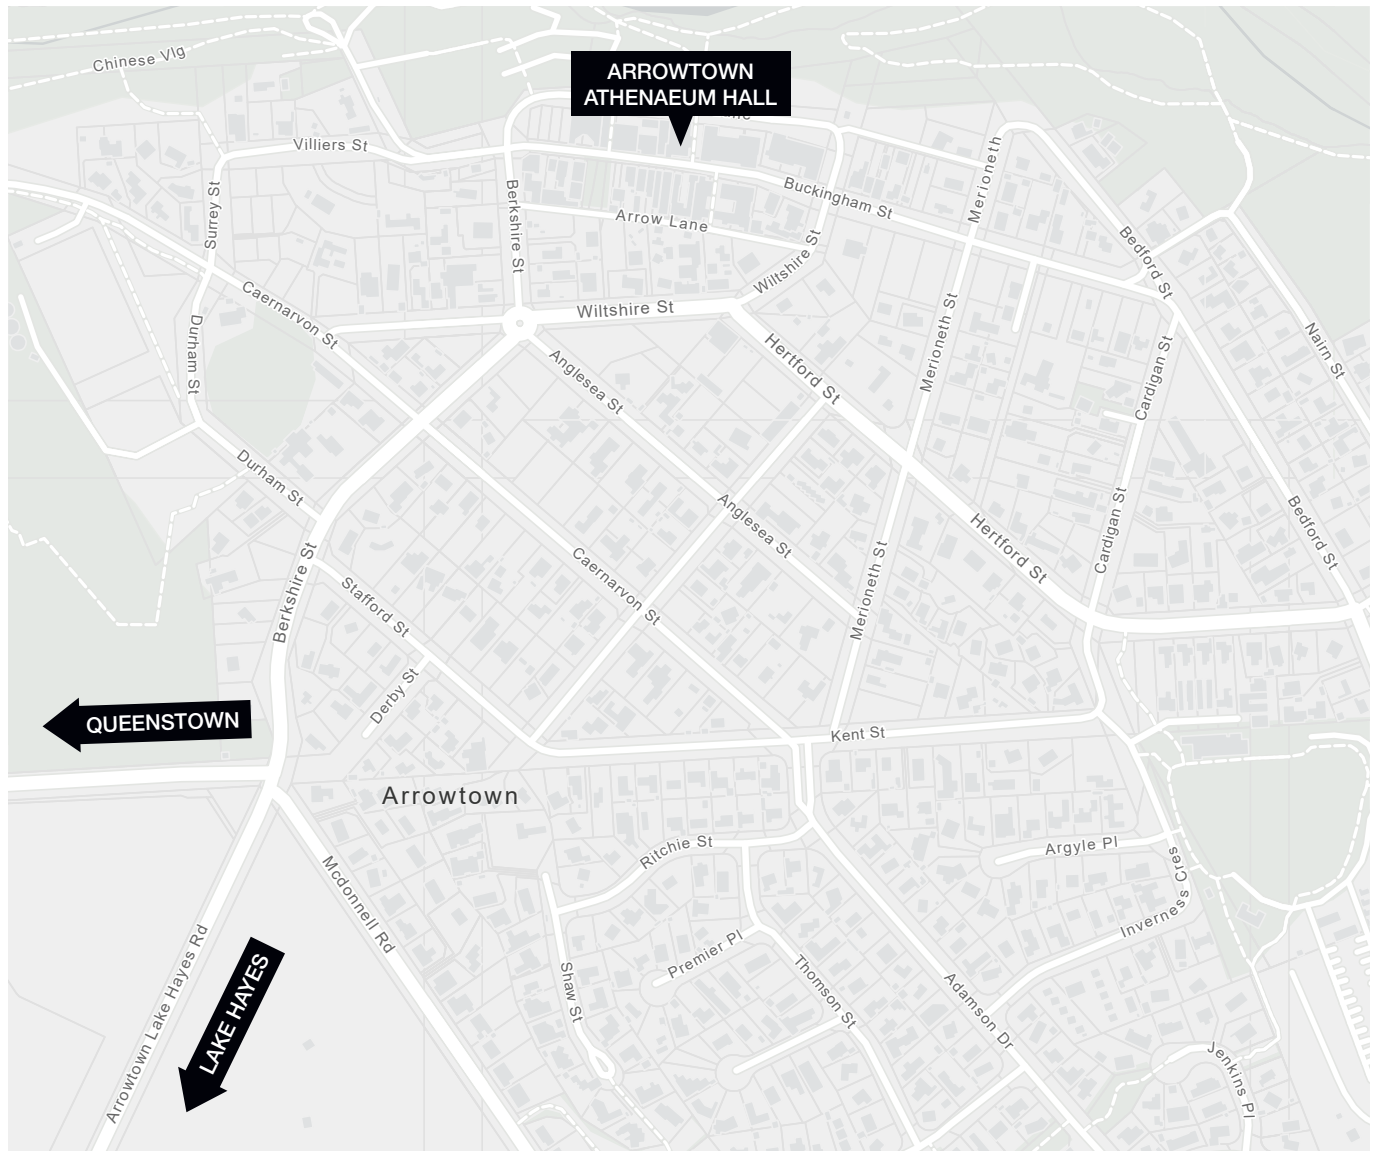 Chinese Vlg
ARROWTOWN
ATHENAEUM HALL
Villiers St
Merioneth
Buckingham St
Surrey St
Berkshire St
Arrow Lane
Wiltshire St
Bedford St
Caernarvon St
Wiltshire St
Durham St
Anglesea St
Hertford St
Merioneth St
Cardigan St
Nairn St
Durham St
Anglesea St
Hertford St
Cardigan St
Bedford St
Berkshire St
Stafford St
Caernarvon St
Merioneth St
Derby St
QUEENSTOWN
Kent St
Arrowtown
Ritchie St
Argyle Pl
Inverness Cres
Mcdonnell Rd
Premier Pl
Thomson St
Shaw St
Adamson Dr
Arrowtown Lake Hayes Rd
LAKE HAYES
Jenkins Pl